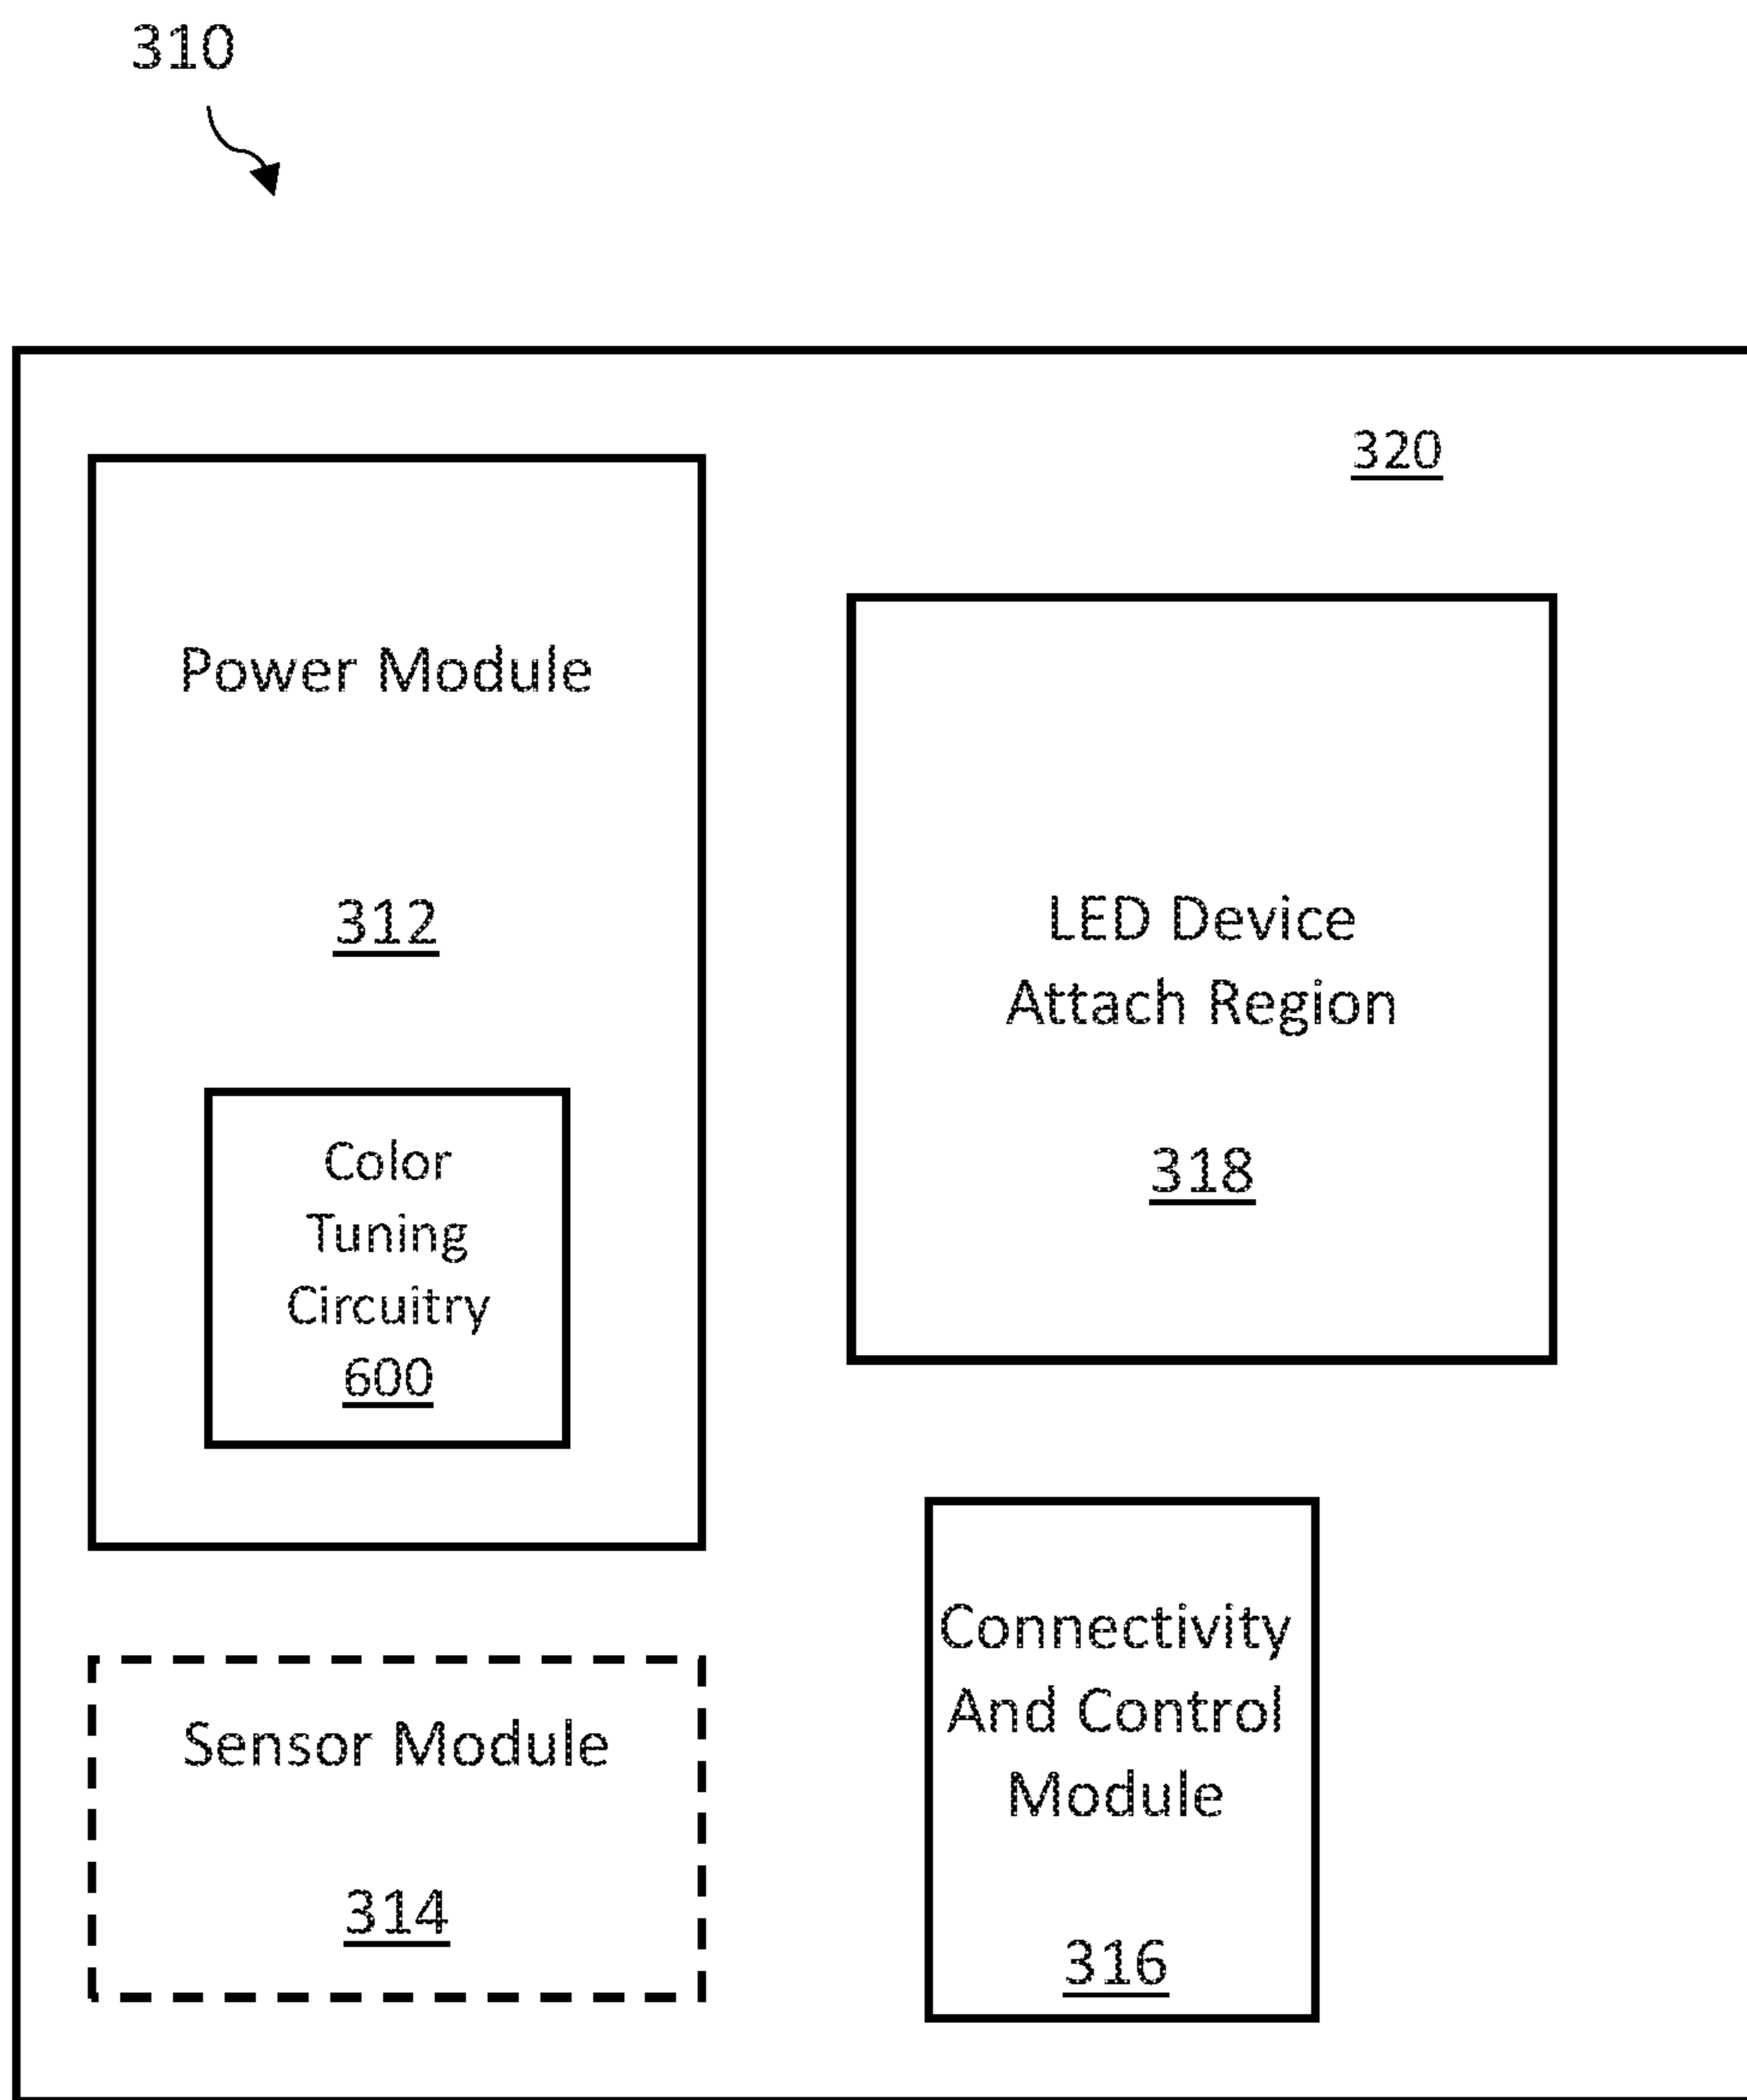 310
320
Power Module
312
Color
Tuning
Circuitry
600
LED Device
Attach Region
318
Sensor Module
314
Connectivity
And Control
Module
316